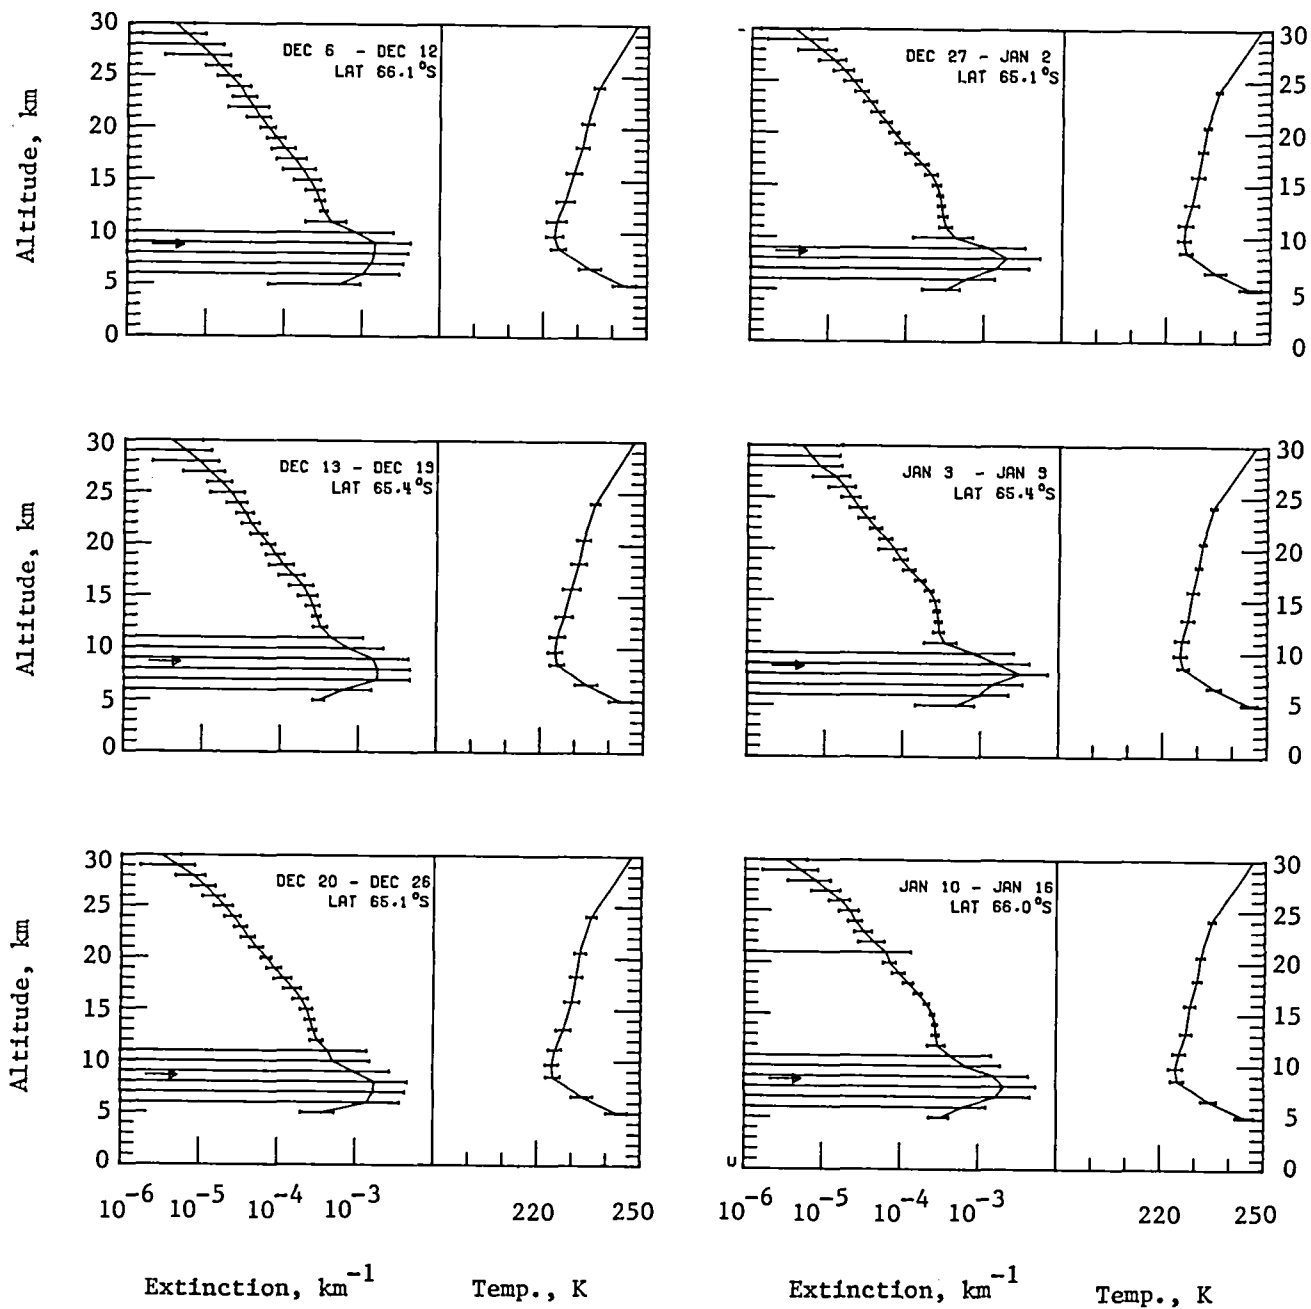 30
25
20
15
10
5
0
Altitude, km
DEC 6 - DEC 12
LAT 66.1°S
DEC 27 - JAN 2
LAT 65.1°S
30
25
20
15
10
5
0
30
25
20
15
10
5
0
Altitude, km
DEC 13 - DEC 19
LAT 65.4°S
JAN 3 - JAN 9
LAT 65.4°S
30
25
20
15
10
5
0
30
25
20
15
10
5
0
Altitude, km
DEC 20 - DEC 26
LAT 65.1°S
JAN 10 - JAN 16
LAT 66.0°S
30
25
20
15
10
5
0
10⁻⁶ 10⁻⁵ 10⁻⁴ 10⁻³ 220 250
10⁻⁶ 10⁻⁵ 10⁻⁴ 10⁻³ 220 250
Extinction, km⁻¹ Temp., K
Extinction, km⁻¹ Temp., K